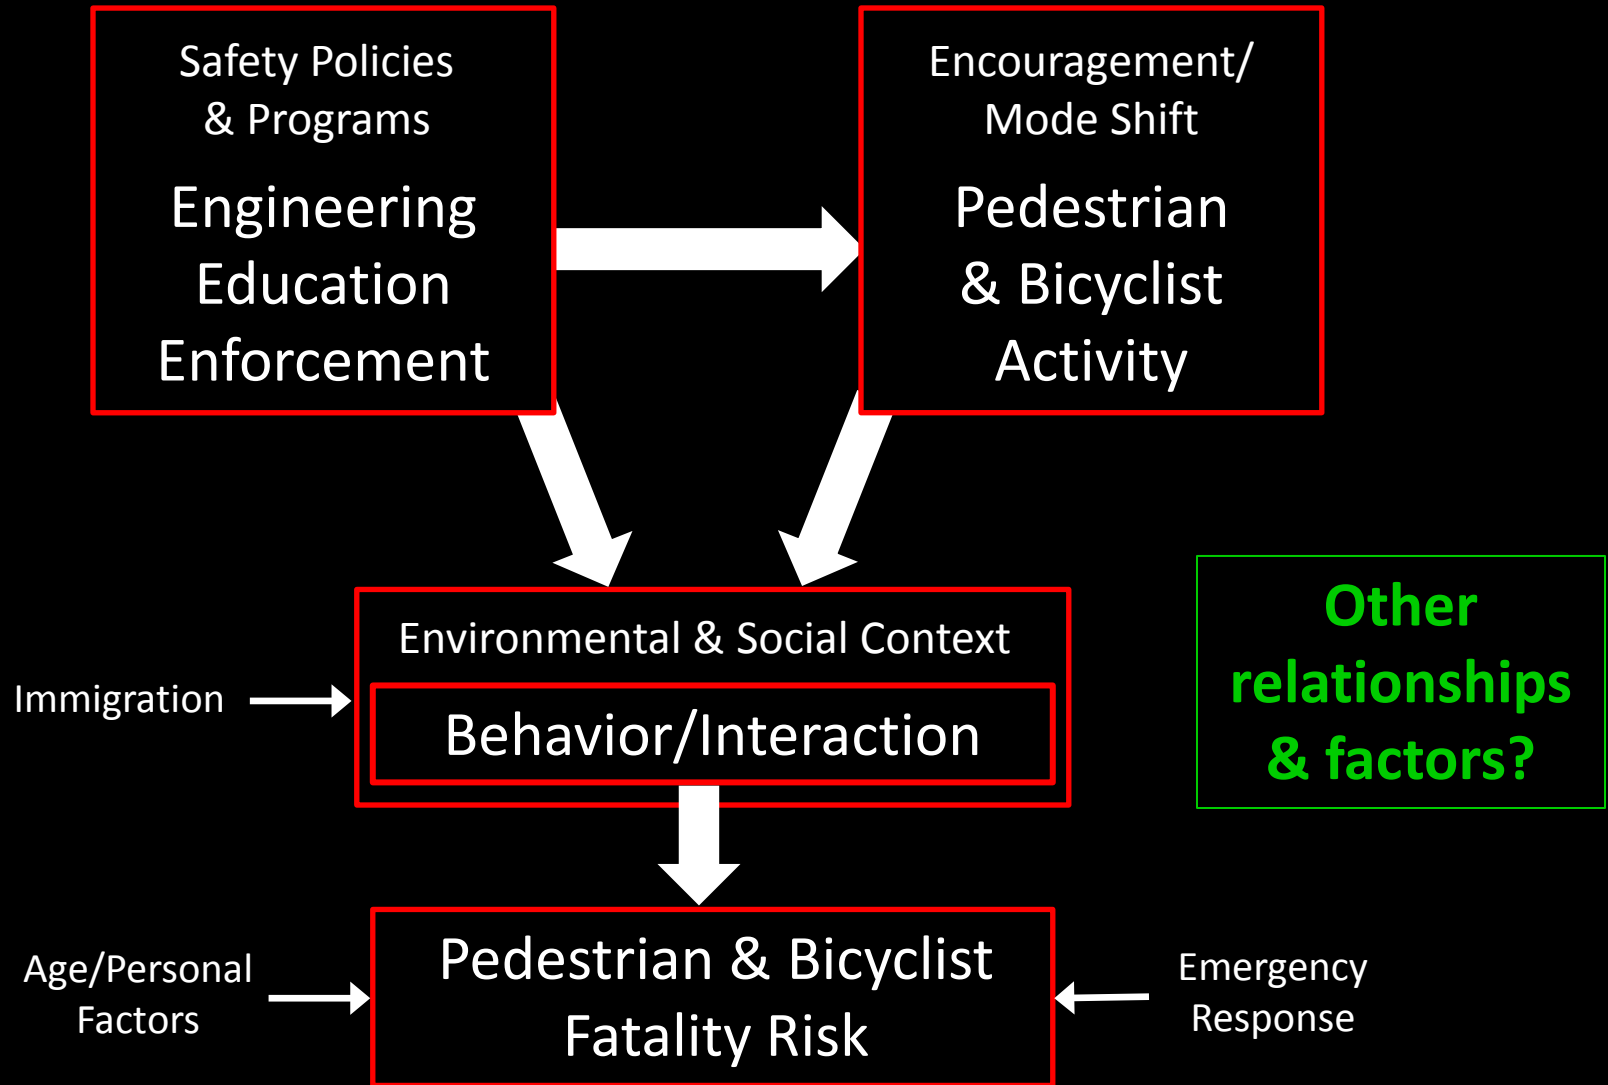 Safety Policies
& Programs
Engineering
Education
Enforcement
Encouragement/
Mode Shift
Pedestrian
& Bicyclist
Activity
Environmental & Social Context
Immigration
Behavior/Interaction
Other
relationships
& factors?
Age/Personal
Factors
Pedestrian & Bicyclist
Fatality Risk
Emergency
Response